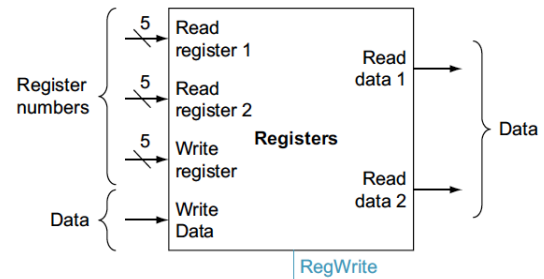 5
Read
register 1
5
Read
register 2
5
Write
register
Write
Data
Register
numbers
Data
Registers
Read
data 1
Read
data 2
Data
RegWrite